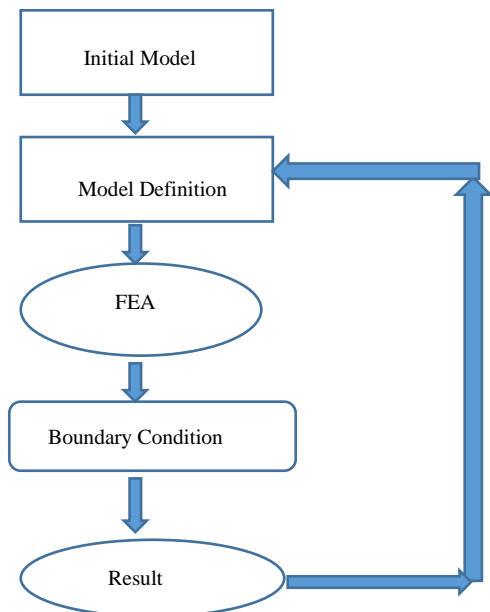 Initial Model
Model Definition
FEA
Boundary Condition
Result